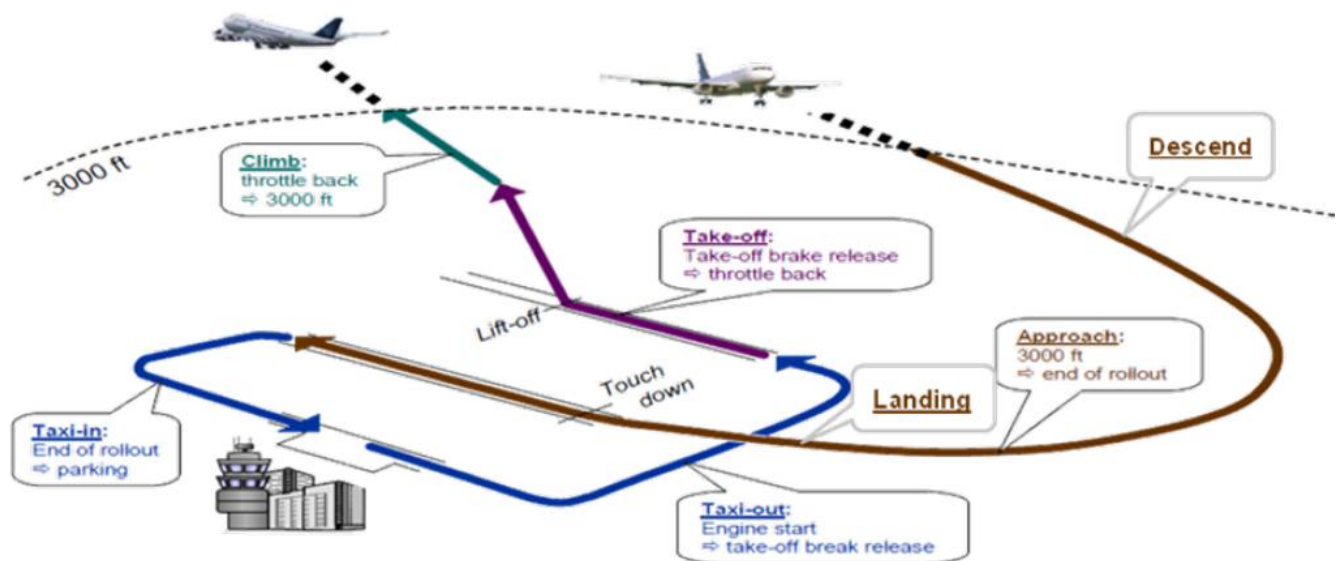 3000 ft
Climb:
throttle back
⇨ 3000 ft
Descend
Take-off:
Take-off brake release
⇨ throttle back
Lift-off
Approach:
3000 ft
⇨ end of rollout
Touch
down
Landing
Taxi-in:
End of rollout
⇨ parking
Taxi-out:
Engine start
⇨ take-off break release